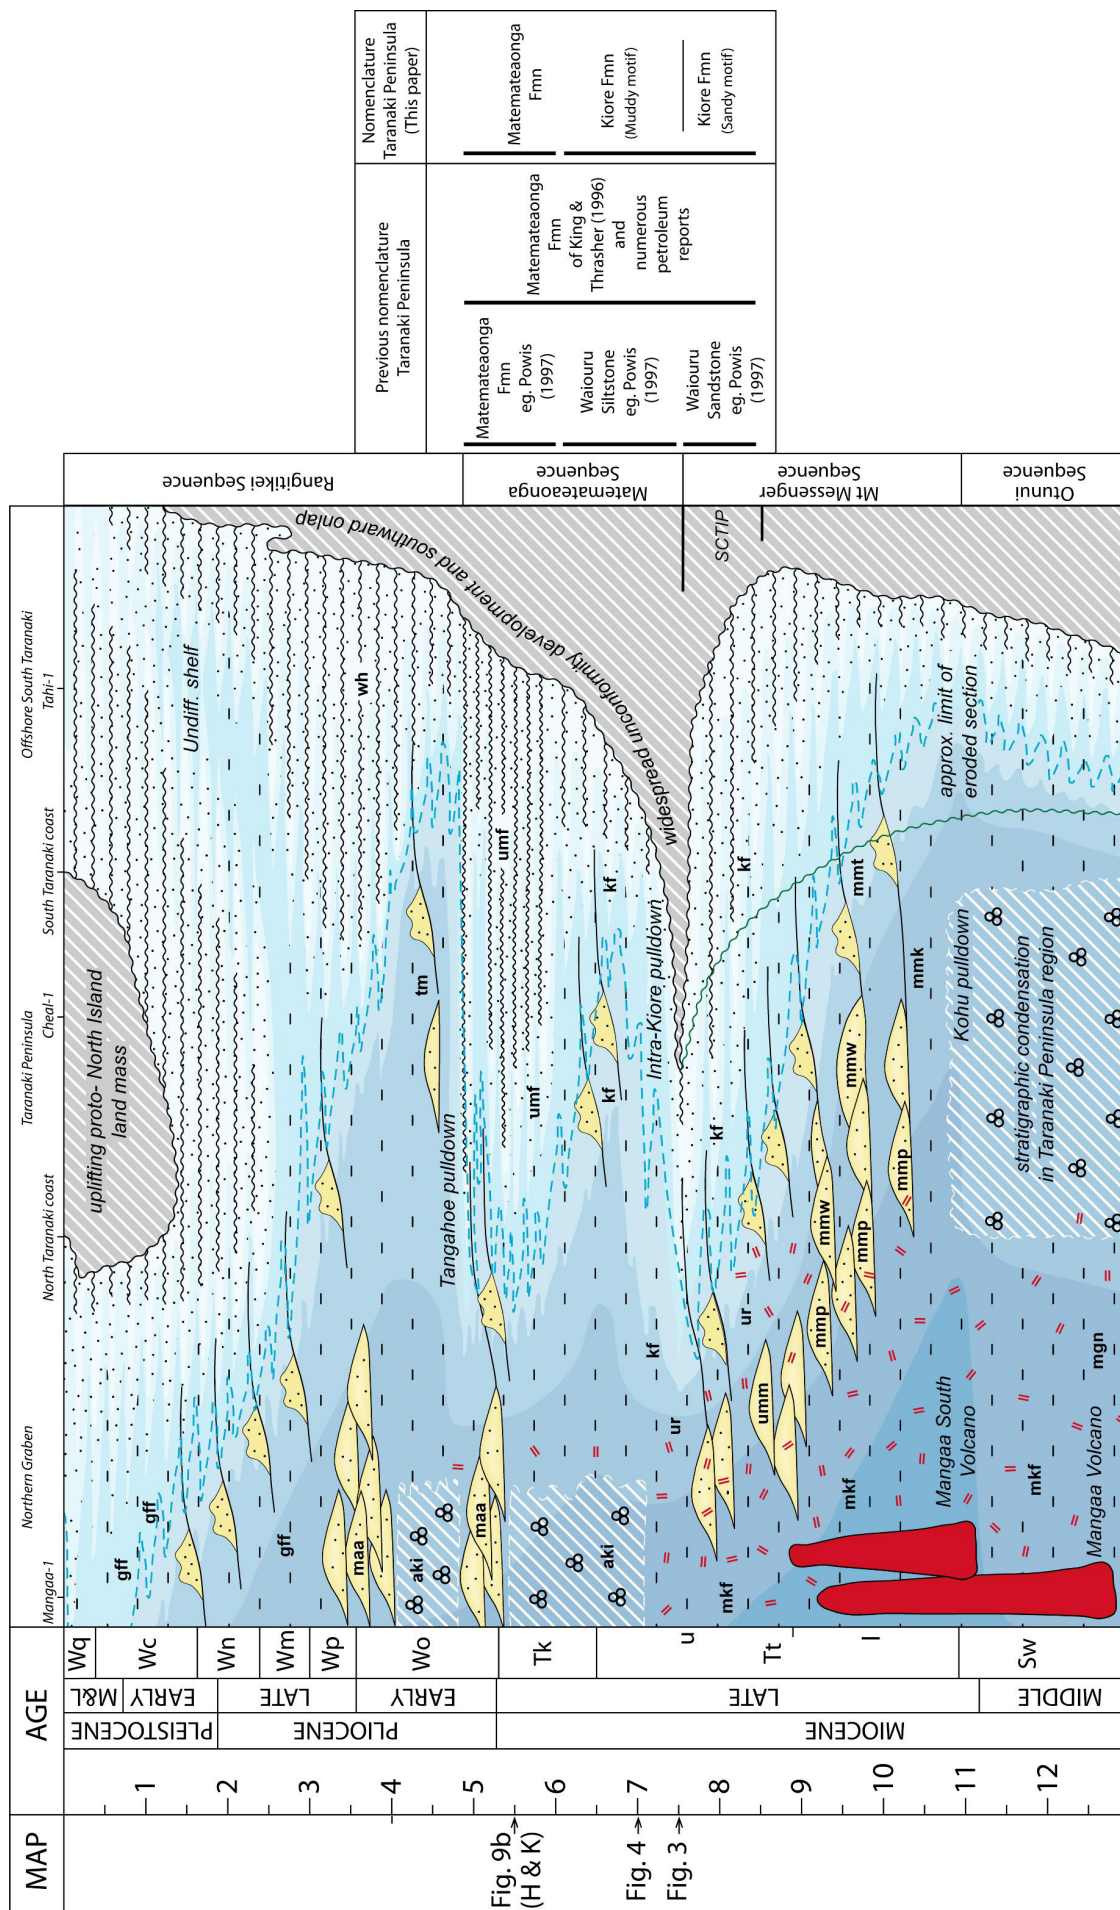 MAP
AGE
Mangaa-1
Northern Graben
North Taranaki coast
Taranaki Peninsula
Cheal-1
South Taranaki coast
Offshore South Taranaki
Tahi-1
Previous nomenclature
Taranaki Peninsula
Nomenclature
Taranaki Peninsula
(This paper)
Matemateaonga
Fmn
eg. Powis
(1997)
Waiouru
Siltstone
eg. Powis
(1997)
Waiouru
Sandstone
eg. Powis
(1997)
Matemateaonga
Fmn
of King &
Thrasher (1996)
and
numerous
petroleum
reports
Matemateaonga
Fmn
Kiore Fmn
(Muddy motif)
Kiore Fmn
(Sandy motif)
Rangitikei Sequence
Matemateaonga
Sequence
Mt Messenger
Sequence
Otunui
Sequence
1
2
3
4
5
6
7
8
9
10
11
12
Fig. 9b
(H & K)
Fig. 4
Fig. 3
PLEISTOCENE
PLIOCENE
MIOCENE
M&L
EARLY
LATE
EARLY
LATE
MIDDLE
Wq
Wc
Wn
Wm
Wp
Wo
Tk
u
Tt
l
Sw
uplifting proto- North Island
land mass
Undiff. shelf
gff
gff
gff
wh
maa
aki
tm
Tangahoe pulldown
maa
umf
umf
aki
kf
kf
kf
Intra-Kiore pulldown
widespread unconformity development and southward onlap
SCTIP
ur
mkf
ur
kf
kf
umm
mmp
mmw
mmp
mmw
mmp
mmt
mmk
mkf
Mangaa South
Volcano
approx. limit of
eroded section
Kohu pulldown
stratigraphic condensation
in Taranaki Peninsula region
mkf
mgn
Mangaa Volcano